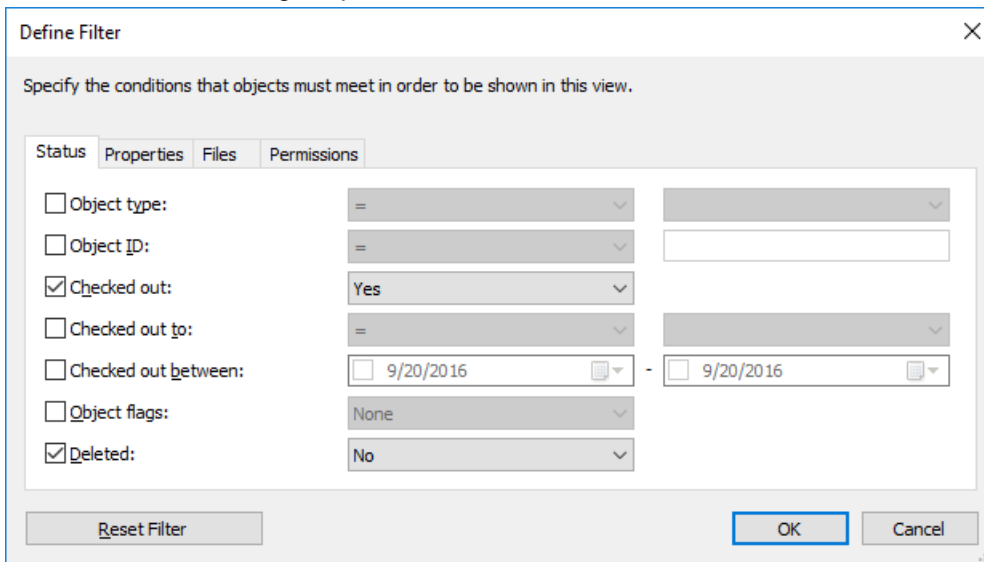 Define Filter
Specify the conditions that objects must meet in order to be shown in this view.
Status Properties Files Permissions
Object type: =
Object ID: =
Checked out: Yes
Checked out to: =
Checked out between: 9/20/2016 - 9/20/2016
Object flags: None
Deleted: No
Reset Filter OK Cancel